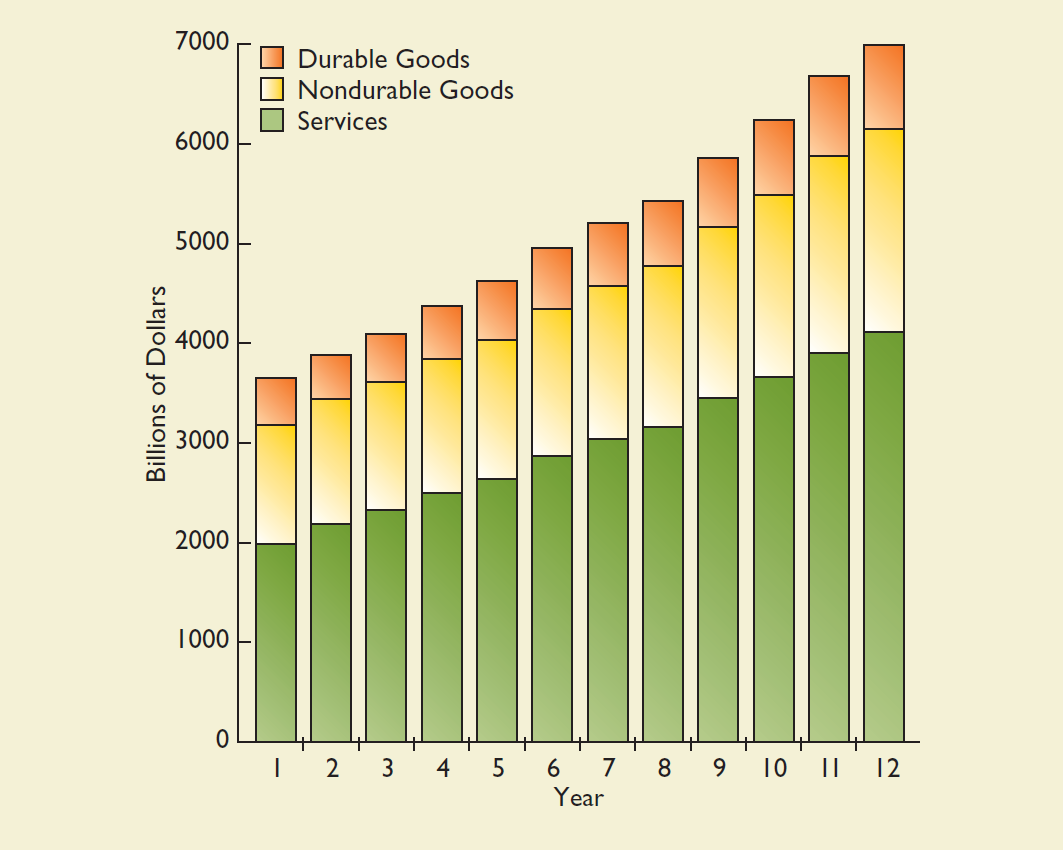 7000
6000
5000
4000
3000
2000
1000
0
Billions of Dollars
Durable Goods
Nondurable Goods
Services
1 2 3 4 5 6 7 8 9 10 11 12
Year